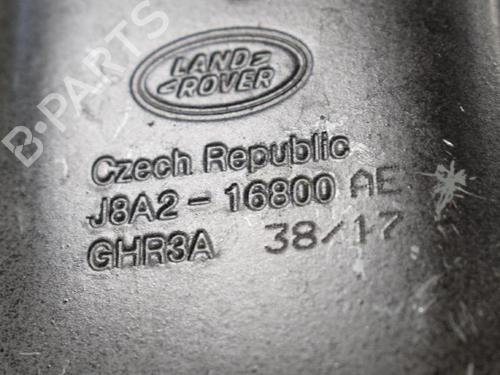 LAND
ROVER
B-PARTS
Czech Republic
J8A2-16800 AE
GHR3A 38/17